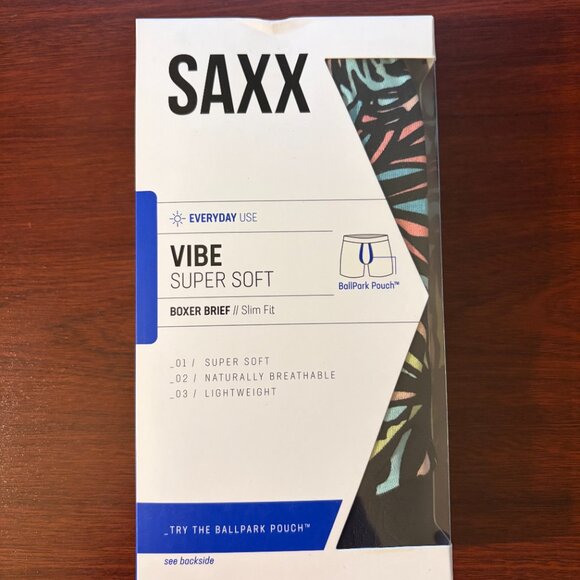 SAXX
EVERYDAY USE
VIBE
SUPER SOFT
BallPark Pouch™
BOXER BRIEF // Slim Fit
_01 / SUPER SOFT
_02 / NATURALLY BREATHABLE
_03 / LIGHTWEIGHT
_TRY THE BALLPARK POUCH™
see backside